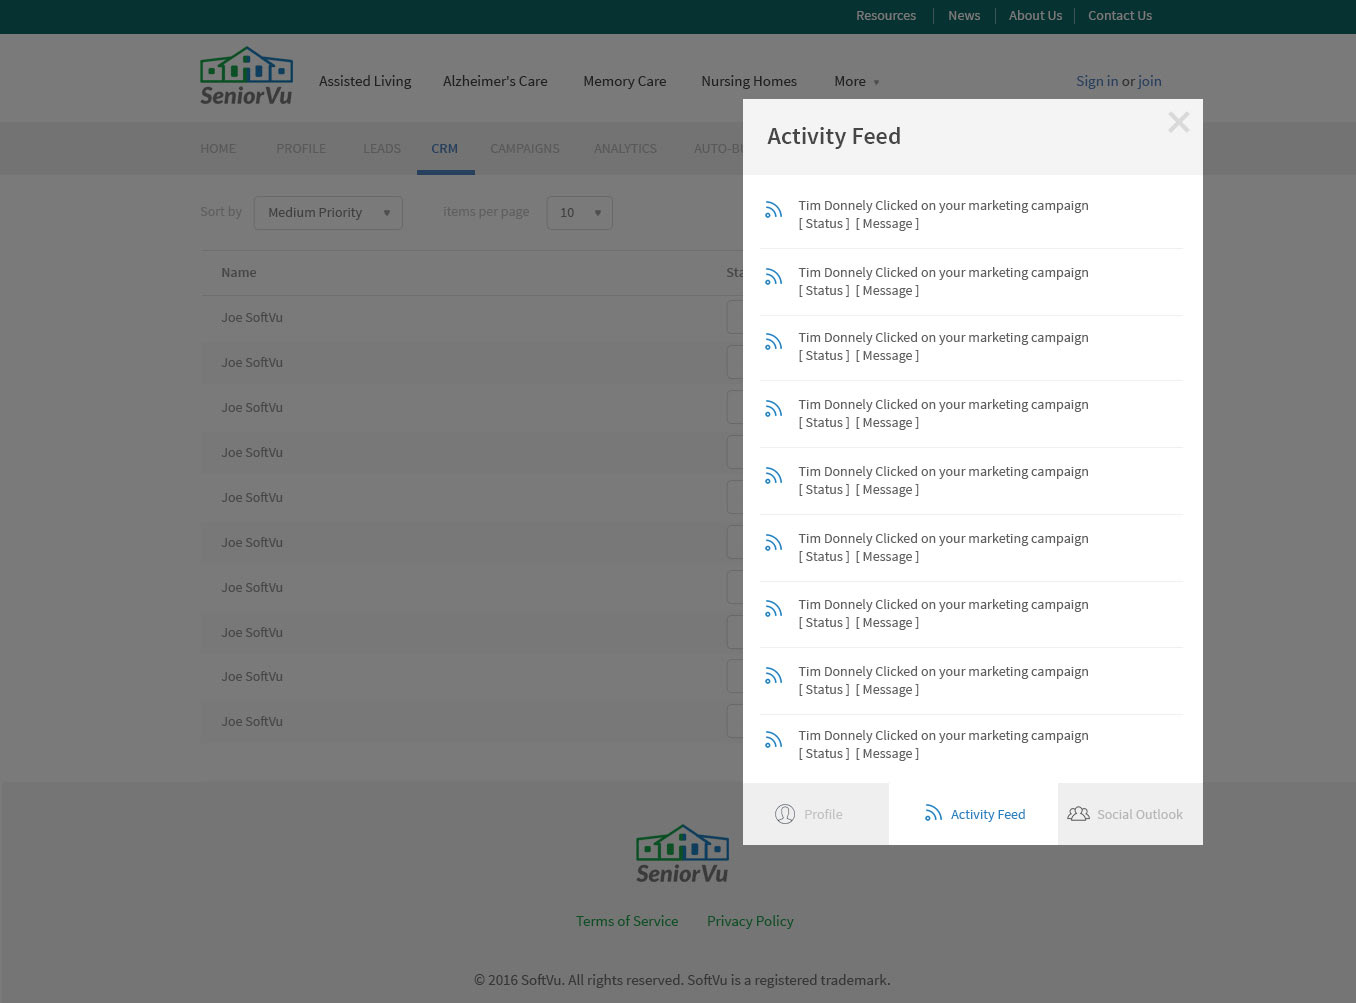 Resources
News
About Us
Contact Us
SeniorVu
Assisted Living
Alzheimer's Care
Memory Care
Nursing Homes
More
Sign in or join
HOME
PROFILE
LEADS
CRM
CAMPAIGNS
ANALYTICS
Sort by
Medium Priority
items per page
10
Name
Joe SoftVu
Joe SoftVu
Joe SoftVu
Joe SoftVu
Joe SoftVu
Joe SoftVu
Joe SoftVu
Joe SoftVu
Joe SoftVu
Joe SoftVu
Activity Feed
Tim Donnely Clicked on your marketing campaign
[ Status ] [ Message ]
Tim Donnely Clicked on your marketing campaign
[ Status ] [ Message ]
Tim Donnely Clicked on your marketing campaign
[ Status ] [ Message ]
Tim Donnely Clicked on your marketing campaign
[ Status ] [ Message ]
Tim Donnely Clicked on your marketing campaign
[ Status ] [ Message ]
Tim Donnely Clicked on your marketing campaign
[ Status ] [ Message ]
Tim Donnely Clicked on your marketing campaign
[ Status ] [ Message ]
Tim Donnely Clicked on your marketing campaign
[ Status ] [ Message ]
Tim Donnely Clicked on your marketing campaign
[ Status ] [ Message ]
Profile
Activity Feed
Social Outlook
SeniorVu
Terms of Service
Privacy Policy
© 2016 SoftVu. All rights reserved. SoftVu is a registered trademark.